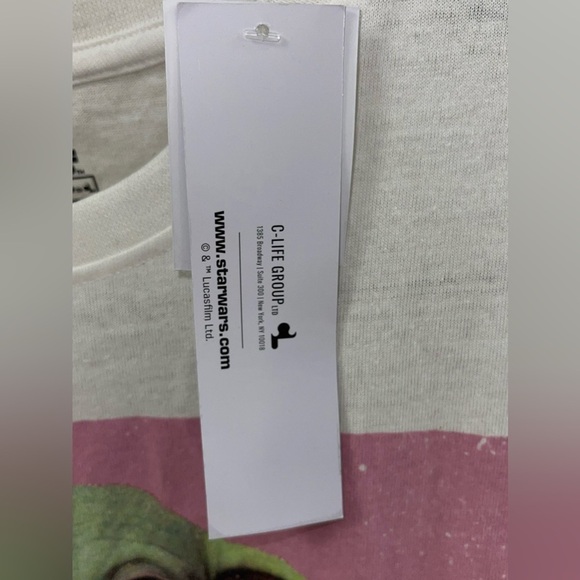 C-LIFE GROUP LTD
1385 Broadway | Suite 300 | New York, NY 10018
www.starwars.com
© & ™ Lucasfilm Ltd.